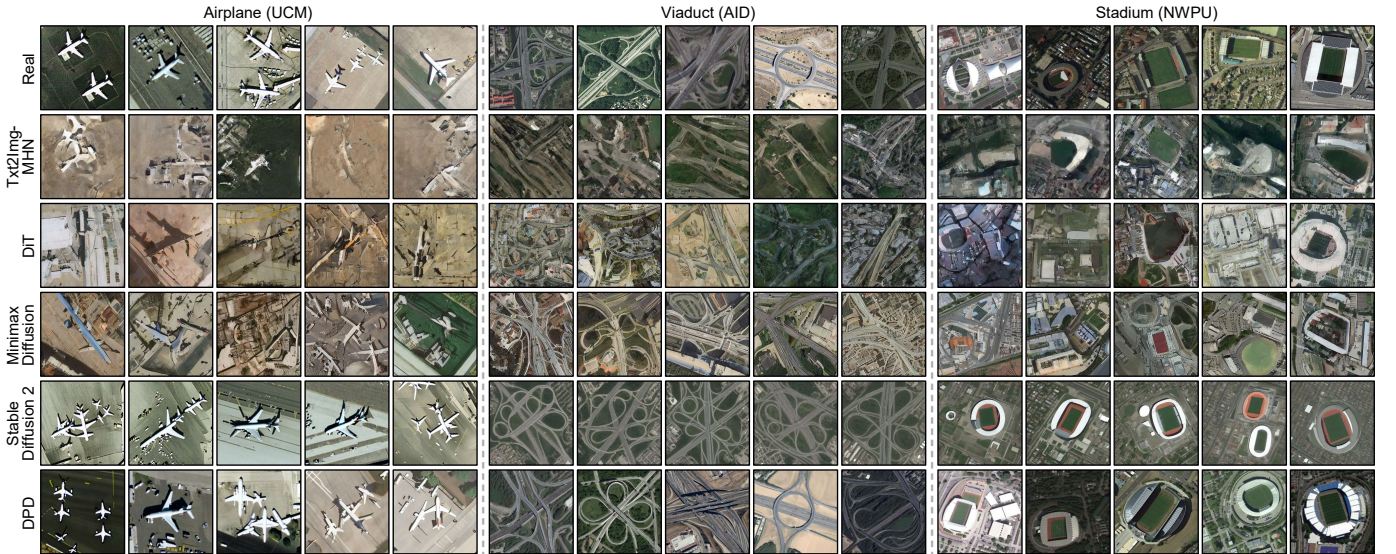 Airplane (UCM)
Viaduct (AID)
Stadium (NWPU)
Real
Txt2Img-
MHN
DiT
Minimax
Diffusion
Stable
Diffusion 2
DPD